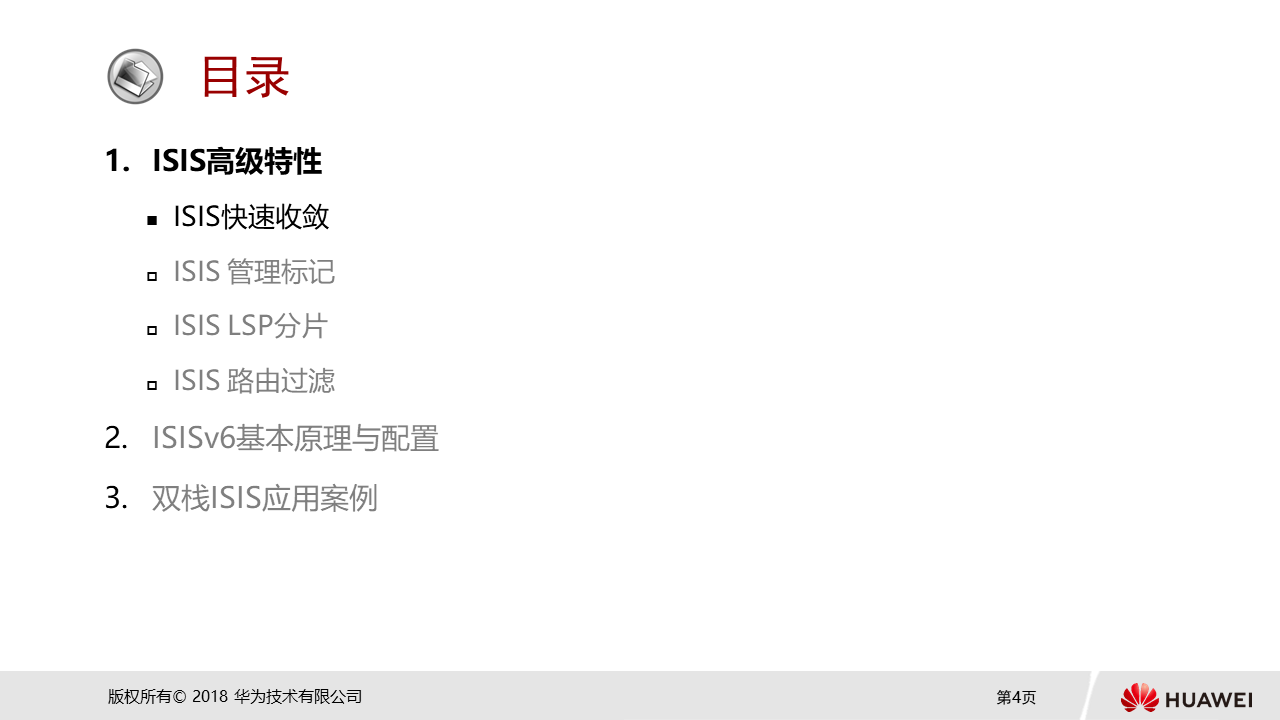 目录
1. ISIS高级特性
ISIS快速收敛
ISIS 管理标记
ISIS LSP分片
ISIS 路由过滤
2. ISISv6基本原理与配置
3. 双栈ISIS应用案例
版权所有© 2018 华为技术有限公司
第4页
HUAWEI